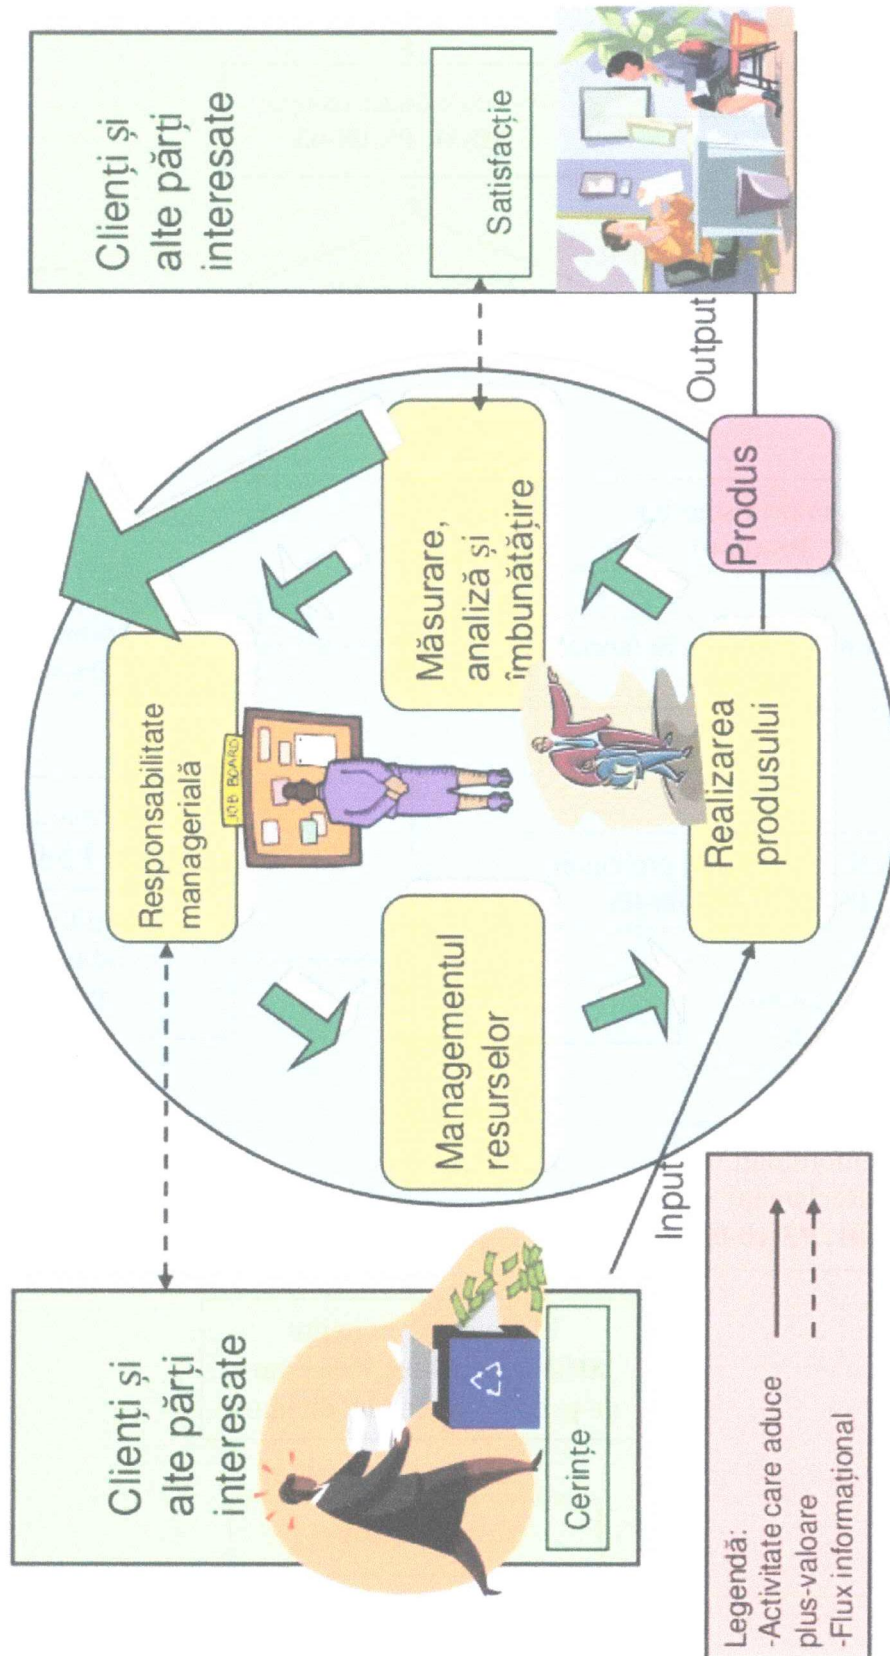 Clienți și
alte părți
interesate
Cerințe
Input
Responsabilitate
managerială
JOB BOARD
Managementul
resurselor
Măsurare,
analiză și
îmbunătățire
Realizarea
produsului
Produs
Output
Clienți și
alte părți
interesate
Satisfacție
Legendă:
-Activitate care aduce
plus-valoare
-Flux informațional